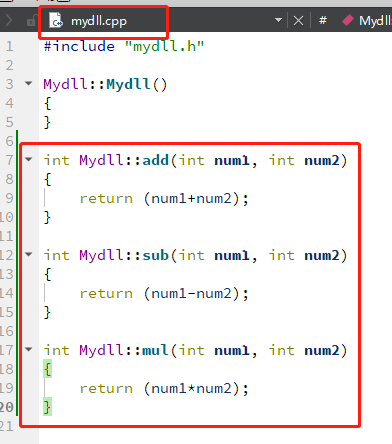 mydll.cpp
#
Mydll
1 #include "mydll.h"
2
3 Mydll::Mydll()
4 {
5 }
6
7 int Mydll::add(int num1, int num2)
8 {
9 return (num1+num2);
10 }
11
12 int Mydll::sub(int num1, int num2)
13 {
14 return (num1-num2);
15 }
16
17 int Mydll::mul(int num1, int num2)
18 {
19 return (num1*num2);
20 }
21